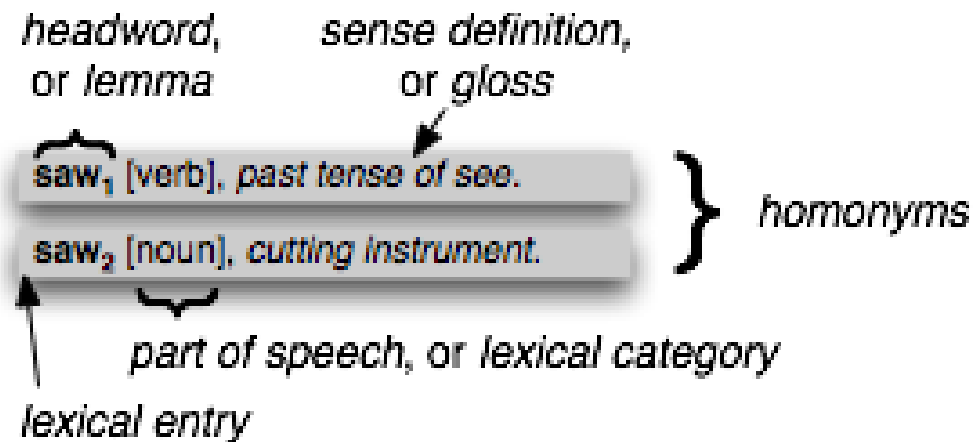 headword,
or lemma
sense definition,
or gloss
saw₁ [verb], past tense of see.
saw₂ [noun], cutting instrument.
homonyms
part of speech, or lexical category
lexical entry